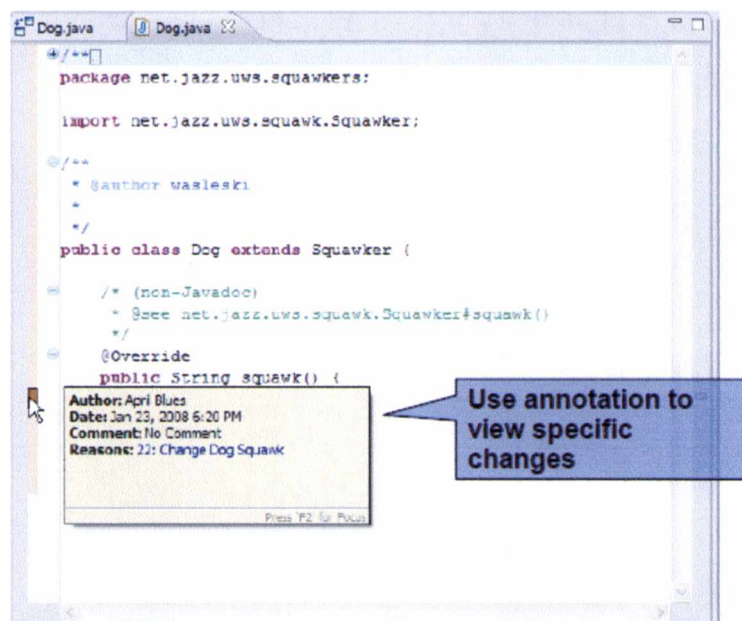 Dog.java
Dog.java
/**
package net.jazz.uws.squawkers;
import net.jazz.uws.squawk.Squawker;
/**
* @author wasleski
*
*/
public class Dog extends Squawker {
/* (non-Javadoc)
* @see net.jazz.uws.squawk.Squawker#squawk()
*/
@Override
public String squawk() {
Author: Apri Blues
Date: Jan 23, 2008 6:20 PM
Comment: No Comment
Reasons: 22: Change Dog Squawk
Press 'F2' for Focus
Use annotation to
view specific
changes